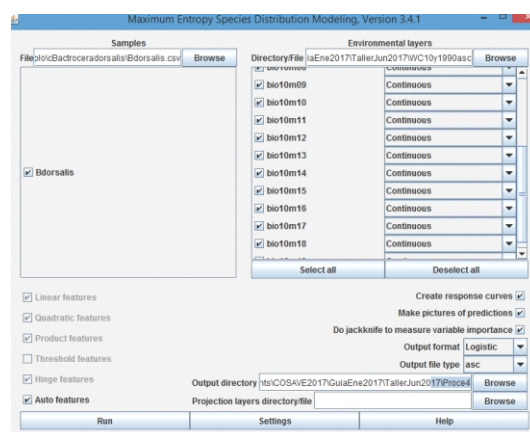 Maximum Entropy Species Distribution Modeling, Version 3.4.1
Samples
File plo\cBactroceradorsalis\Bdorsalis.csv Browse
Bdorsalis
Environmental layers
Directory/File iaEne2017\TallerJun2017\WC10y1990asc Browse
Continuous
bio10m09 Continuous
bio10m10 Continuous
bio10m11 Continuous
bio10m12 Continuous
bio10m13 Continuous
bio10m14 Continuous
bio10m15 Continuous
bio10m16 Continuous
bio10m17 Continuous
bio10m18 Continuous
Select all Deselect all
Linear features
Quadratic features
Product features
Threshold features
Hinge features
Auto features
Create response curves
Make pictures of predictions
Do jackknife to measure variable importance
Output format Logistic
Output file type asc
Output directory nts\COSAVE2017\GuiaEne2017\TallerJun2017\Proce4 Browse
Projection layers directory/file Browse
Run Settings Help